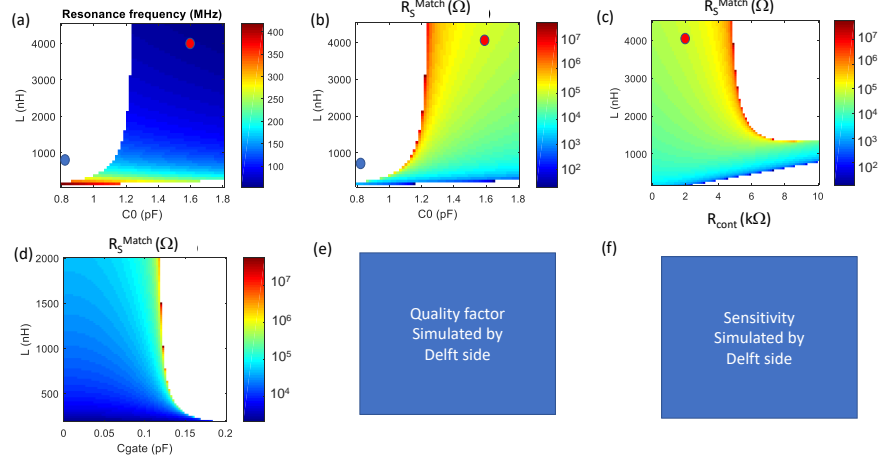 (a)
Resonance frequency (MHz)
L (nH)
4000
3000
2000
1000
0.8 1 1.2 1.4 1.6 1.8
C0 (pF)
400
350
300
250
200
150
100
(b)
R_S^Match (Ω)
L (nH)
4000
3000
2000
1000
0.8 1 1.2 1.4 1.6 1.8
C0 (pF)
10^7
10^6
10^5
10^4
10^3
10^2
(c)
R_S^Match (Ω)
L (nH)
4000
3000
2000
1000
0 2 4 6 8 10
R_cont (kΩ)
10^7
10^6
10^5
10^4
10^3
10^2
(d)
R_S^Match (Ω)
L (nH)
2000
1500
1000
500
0 0.05 0.1 0.15 0.2
Cgate (pF)
10^7
10^6
10^5
10^4
(e)
Quality factor
Simulated by
Delft side
(f)
Sensitivity
Simulated by
Delft side